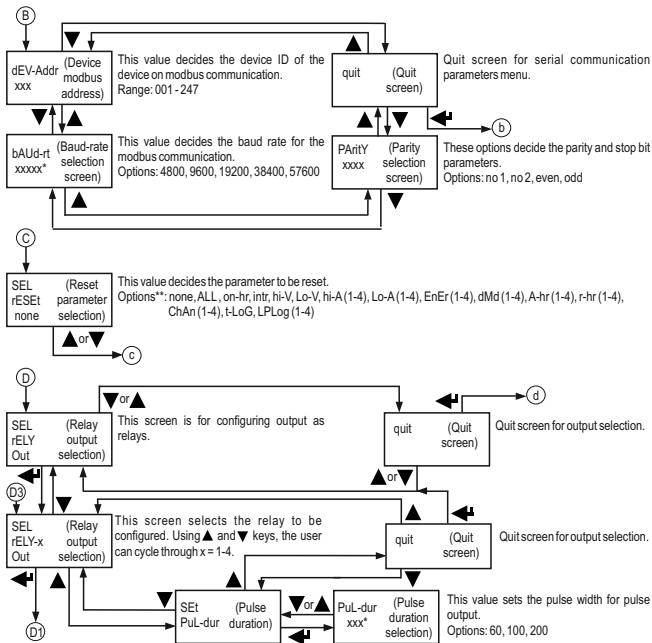 B
dEV-Addr (Device
xxx modbus
address)
This value decides the device ID of the
device on modbus communication.
Range: 001 - 247
quit (Quit
screen)
Quit screen for serial communication
parameters menu.
b
bAUd-rt (Baud-rate
xxxxx* selection
screen)
This value decides the baud rate for the
modbus communication.
Options: 4800, 9600, 19200, 38400, 57600
PAritY (Parity
xxxx selection
screen)
These options decide the parity and stop bit
parameters.
Options: no 1, no 2, even, odd
C
SEL (Reset
rESEt parameter
none selection)
This value decides the parameter to be reset.
Options**: none, ALL, on-hr, intr, hi-V, Lo-V, hi-A (1-4), Lo-A (1-4), EnEr (1-4), dMd (1-4), A-hr (1-4), r-hr (1-4),
ChAn (1-4), t-LoG, LPLog (1-4)
▲ or ▼
c
D
SEL (Relay
rELY output
Out selection)
▼ or ▲
This screen is for configuring output as
relays.
d
quit (Quit
screen)
Quit screen for output selection.
▲ or ▼
D3
SEL (Relay
rELY-x output
Out selection)
This screen selects the relay to be
configured. Using ▲ and ▼ keys, the user
can cycle through x = 1-4.
quit (Quit
screen)
Quit screen for output selection.
D1
SEt (Pulse
PuL-dur duration)
▼ or ▲
PuL-dur (Pulse
xxx* duration
selection)
This value sets the pulse width for pulse
output.
Options: 60, 100, 200